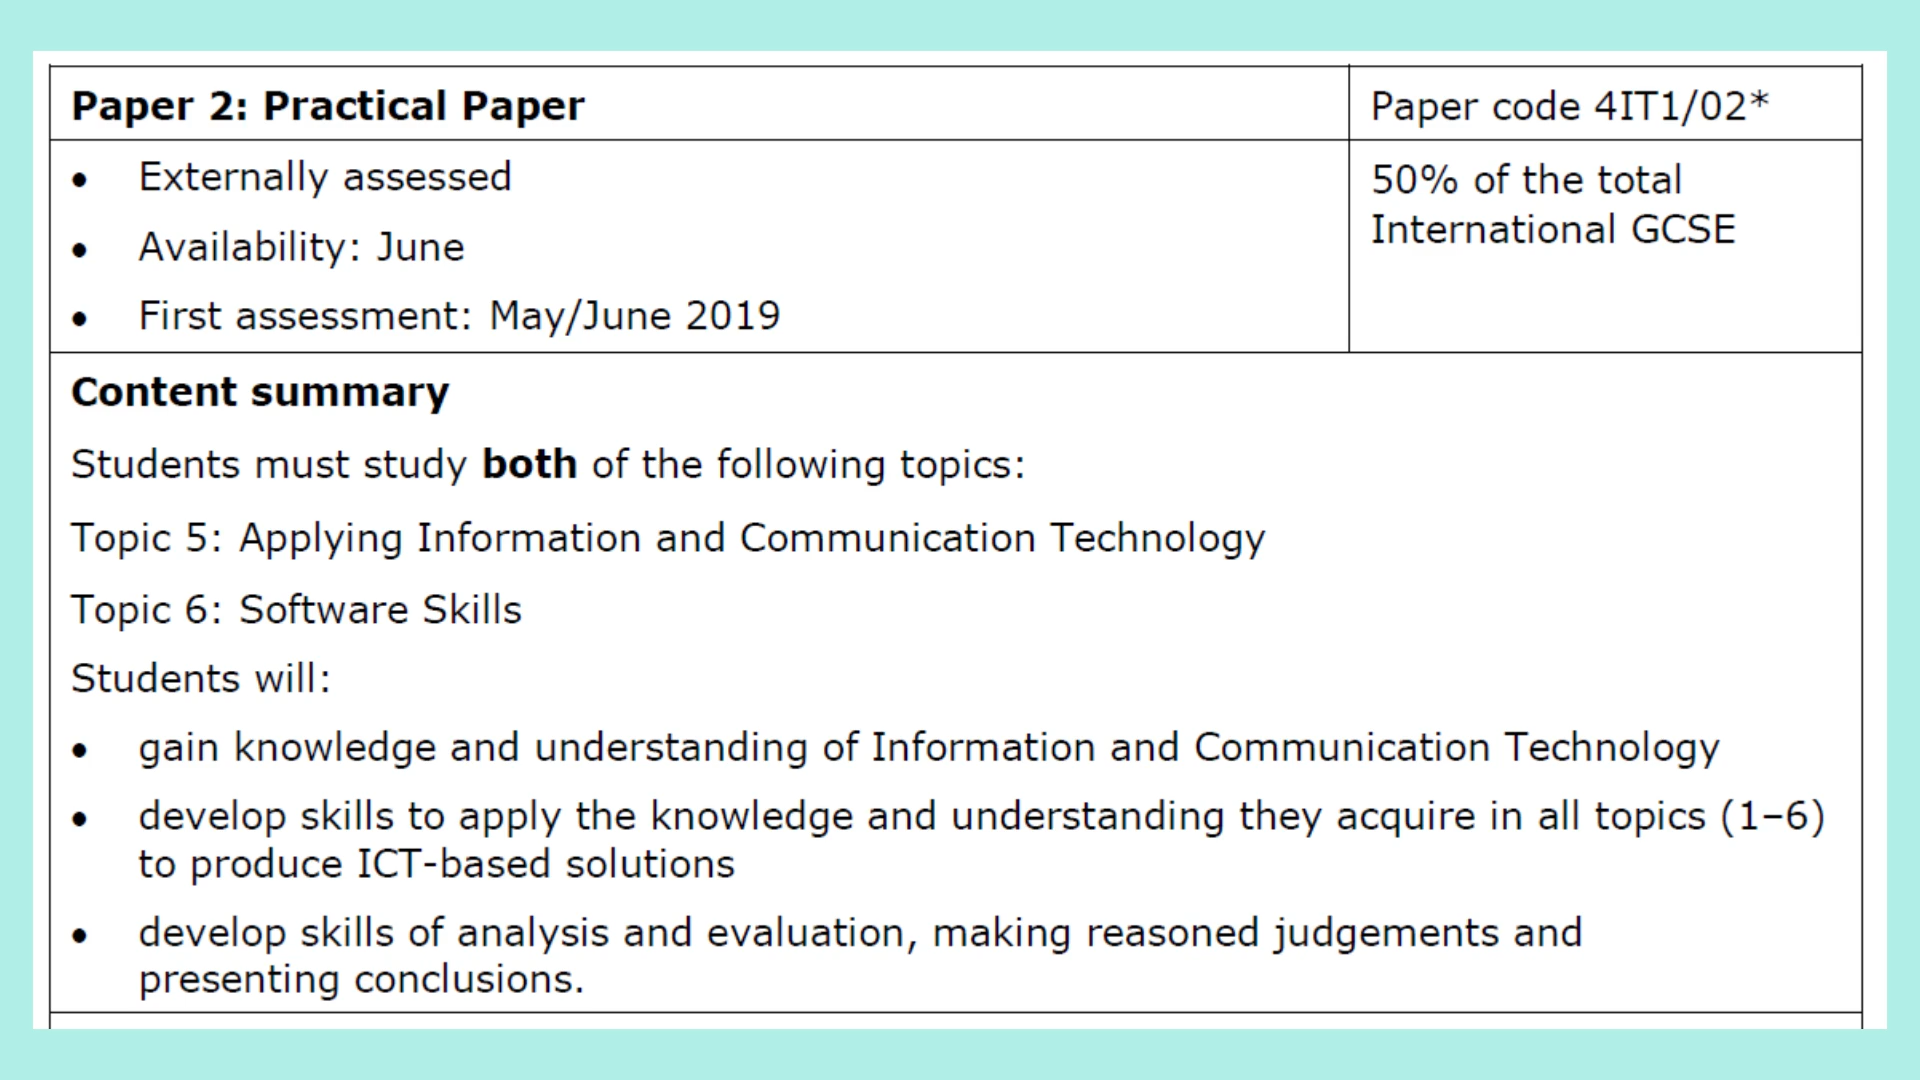 Paper 2: Practical Paper
Paper code 4IT1/02*
• Externally assessed
• Availability: June
• First assessment: May/June 2019
50% of the total
International GCSE
Content summary
Students must study both of the following topics:
Topic 5: Applying Information and Communication Technology
Topic 6: Software Skills
Students will:
• gain knowledge and understanding of Information and Communication Technology
• develop skills to apply the knowledge and understanding they acquire in all topics (1–6)
to produce ICT-based solutions
• develop skills of analysis and evaluation, making reasoned judgements and
presenting conclusions.